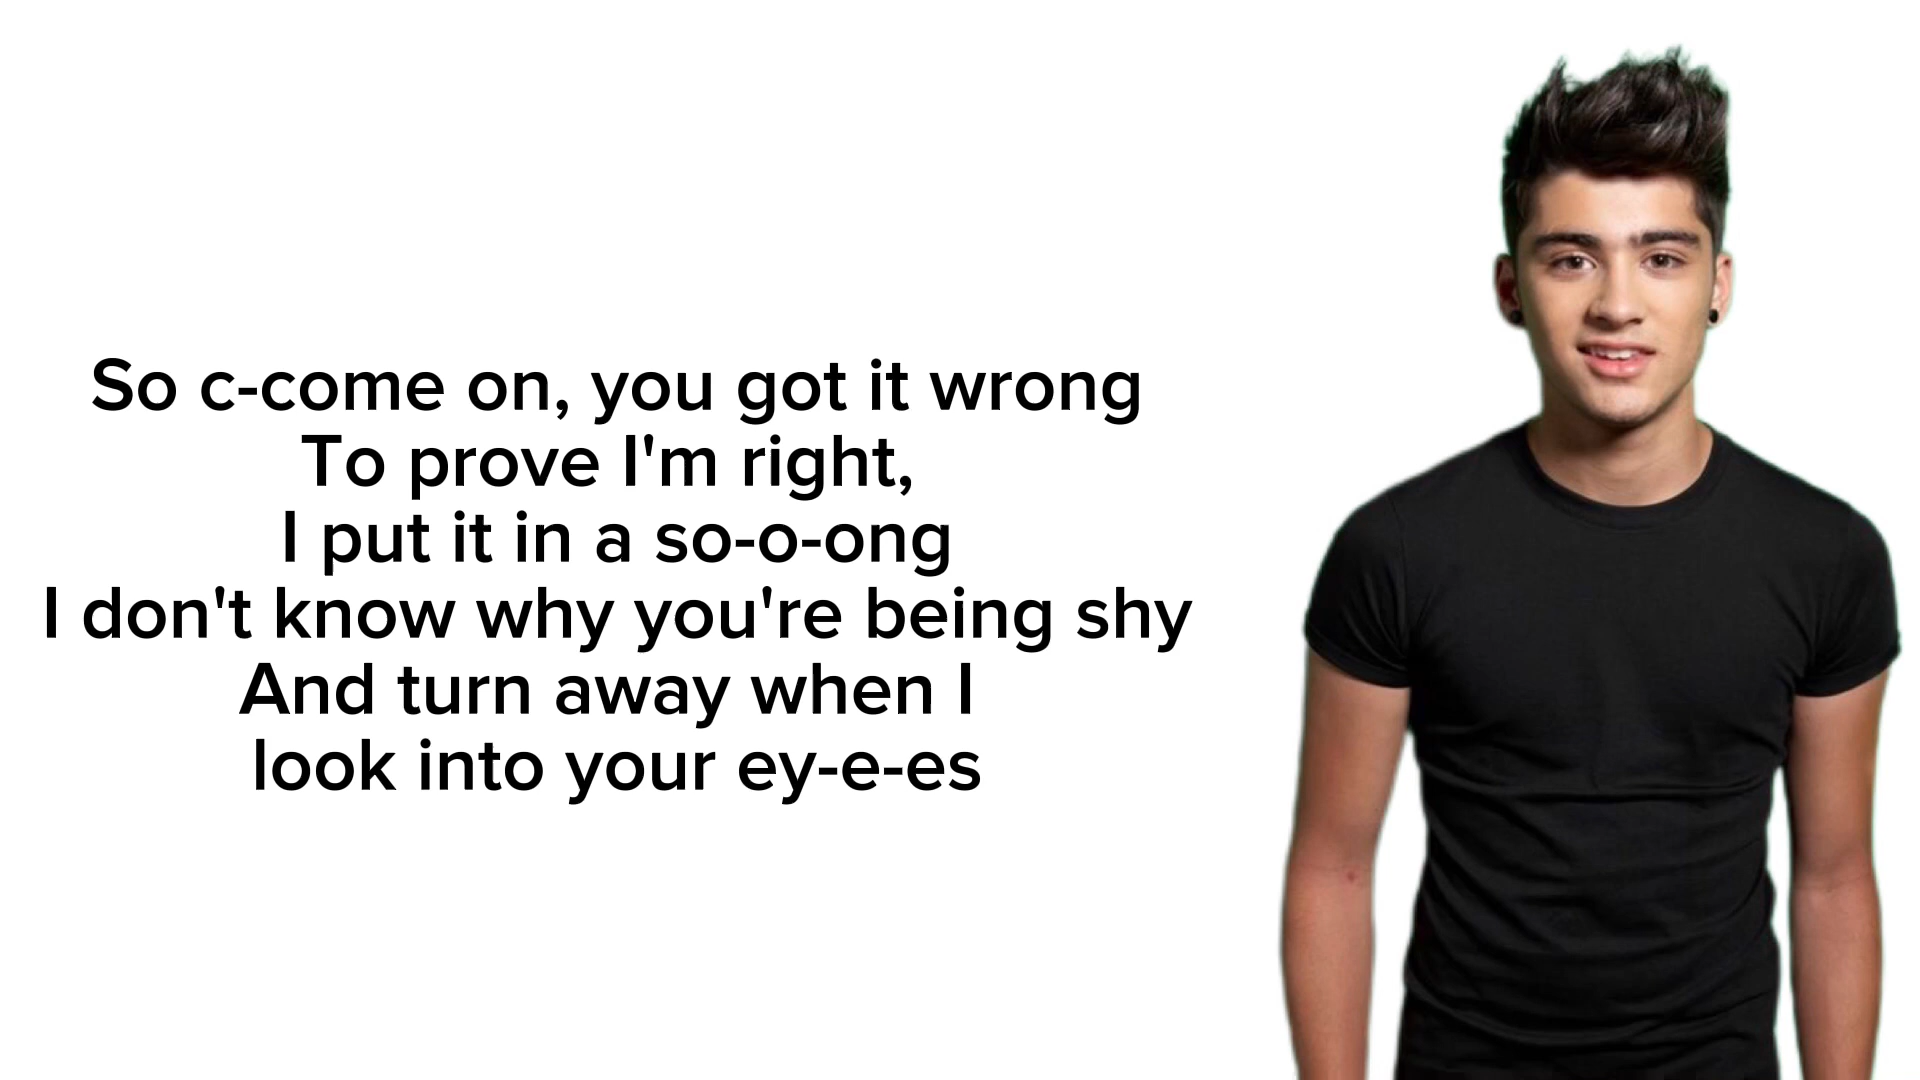 So c-come on, you got it wrong
To prove I'm right,
I put it in a so-o-ong
I don't know why you're being shy
And turn away when I
look into your ey-e-es